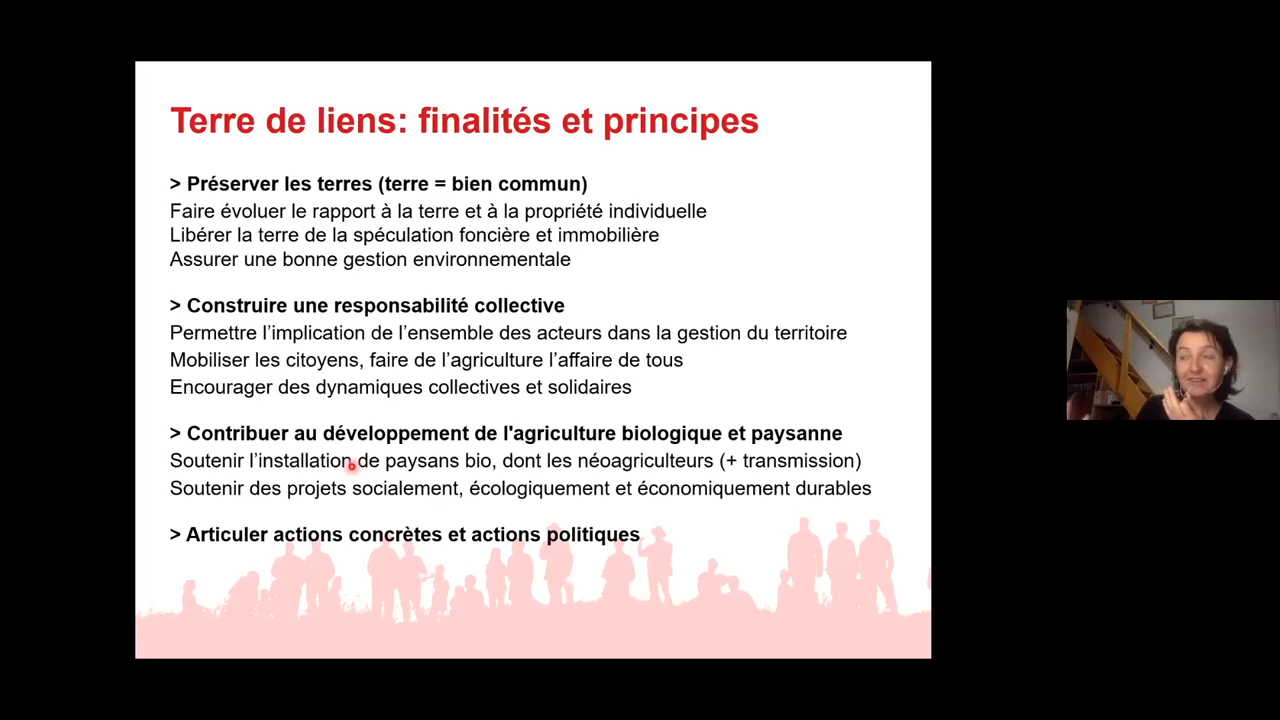 Terre de liens: finalités et principes
> Préserver les terres (terre = bien commun)
Faire évoluer le rapport à la terre et à la propriété individuelle
Libérer la terre de la spéculation foncière et immobilière
Assurer une bonne gestion environnementale
> Construire une responsabilité collective
Permettre l’implication de l’ensemble des acteurs dans la gestion du territoire
Mobiliser les citoyens, faire de l’agriculture l’affaire de tous
Encourager des dynamiques collectives et solidaires
> Contribuer au développement de l'agriculture biologique et paysanne
Soutenir l’installation de paysans bio, dont les néoagriculteurs (+ transmission)
Soutenir des projets socialement, écologiquement et économiquement durables
> Articuler actions concrètes et actions politiques